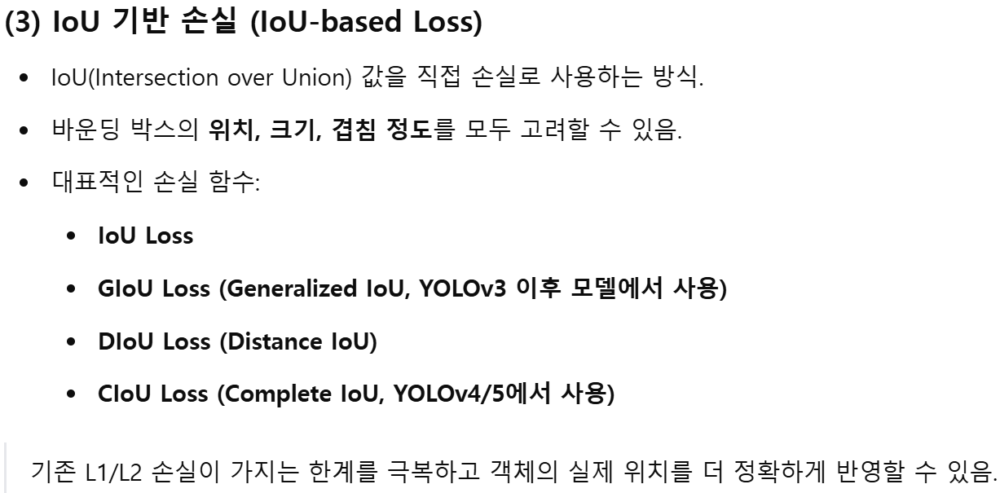 (3) IoU 기반 손실 (IoU-based Loss)
• IoU(Intersection over Union) 값을 직접 손실로 사용하는 방식.
• 바운딩 박스의 위치, 크기, 겹침 정도를 모두 고려할 수 있음.
• 대표적인 손실 함수:
• IoU Loss
• GIoU Loss (Generalized IoU, YOLOv3 이후 모델에서 사용)
• DIoU Loss (Distance IoU)
• CIoU Loss (Complete IoU, YOLOv4/5에서 사용)
기존 L1/L2 손실이 가지는 한계를 극복하고 객체의 실제 위치를 더 정확하게 반영할 수 있음.